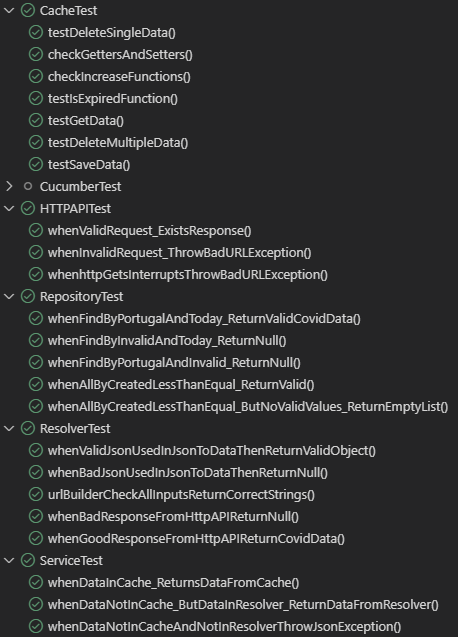 CacheTest
testDeleteSingleData()
checkGettersAndSetters()
checkIncreaseFunctions()
testIsExpiredFunction()
testGetData()
testDeleteMultipleData()
testSaveData()
CucumberTest
HTTPAPITest
whenValidRequest_ExistsResponse()
whenInvalidRequest_ThrowBadURLException()
whenhttpGetsInterruptsThrowBadURLException()
RepositoryTest
whenFindByPortugalAndToday_ReturnValidCovidData()
whenFindByInvalidAndToday_ReturnNull()
whenFindByPortugalAndInvalid_ReturnNull()
whenAllByCreatedLessThanEqual_ReturnValid()
whenAllByCreatedLessThanEqual_ButNoValidValues_ReturnEmptyList()
ResolverTest
whenValidJsonUsedInJsonToDataThenReturnValidObject()
whenBadJsonUsedInJsonToDataThenReturnNull()
urlBuilderCheckAllInputsReturnCorrectStrings()
whenBadResponseFromHttpAPIReturnNull()
whenGoodResponseFromHttpAPIReturnCovidData()
ServiceTest
whenDataInCache_ReturnsDataFromCache()
whenDataNotInCache_ButDataInResolver_ReturnDataFromResolver()
whenDataNotInCacheAndNotInResolverThrowJsonException()